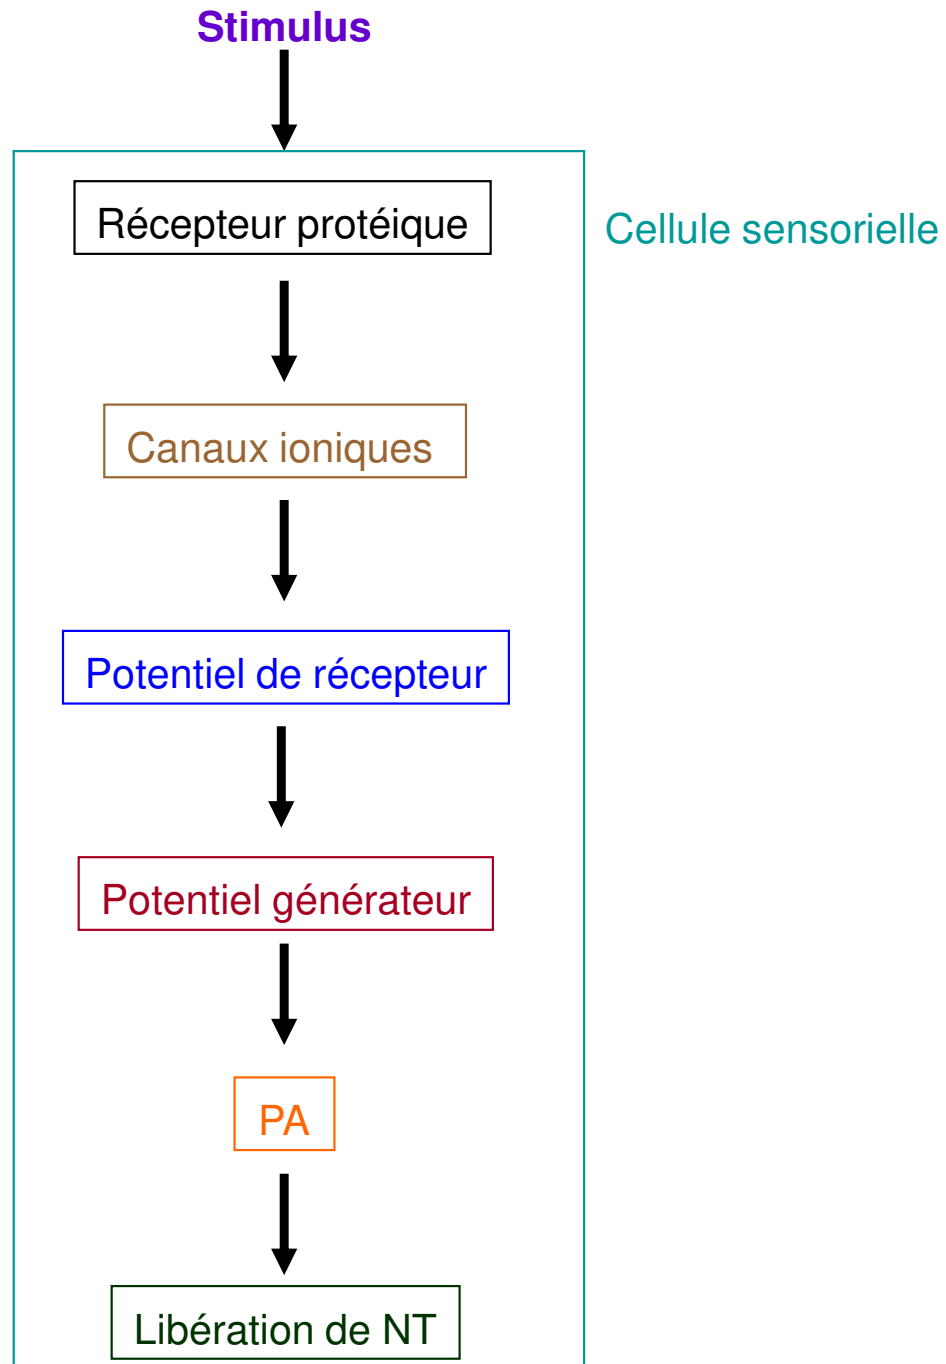 Stimulus
Récepteur protéique
Cellule sensorielle
Canaux ioniques
Potentiel de récepteur
Potentiel générateur
PA
Libération de NT